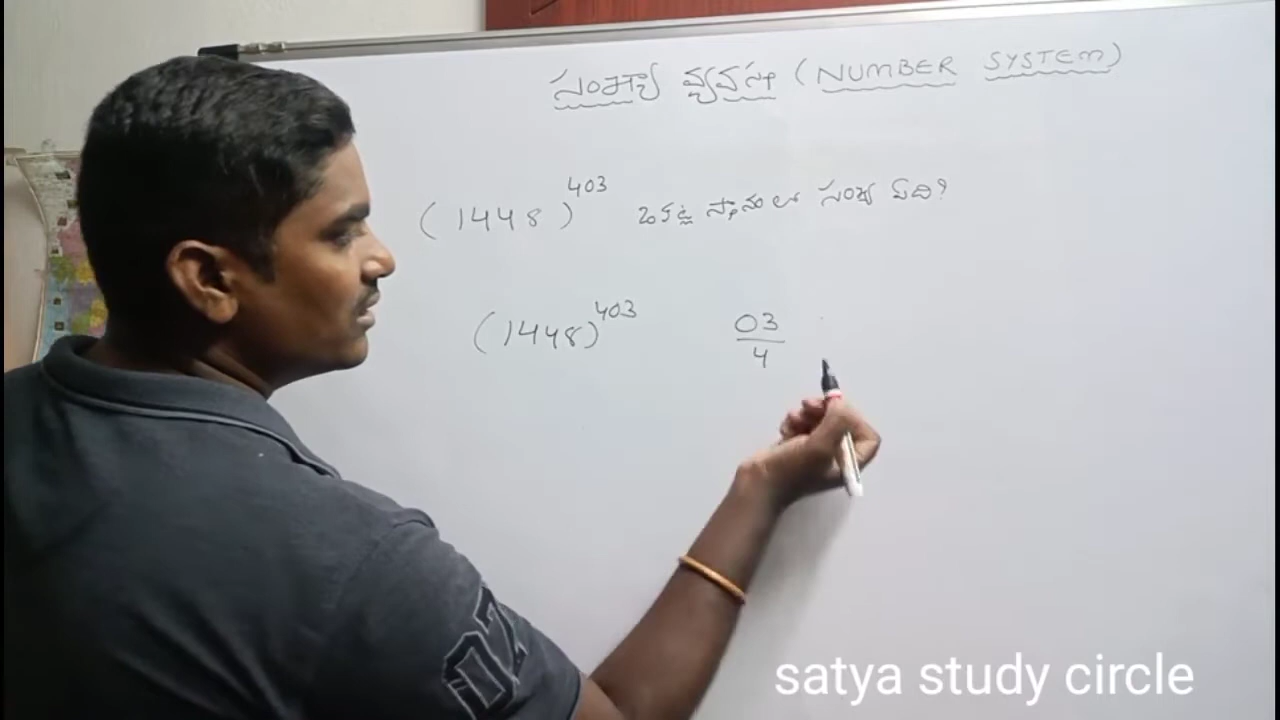 సంఖ్యా వ్యవస్థ (NUMBER SYSTEM)
(1448)^403 ఒకట్ల స్థానంలో సంఖ్య ఏది?
(1448)^403 03/4
satya study circle